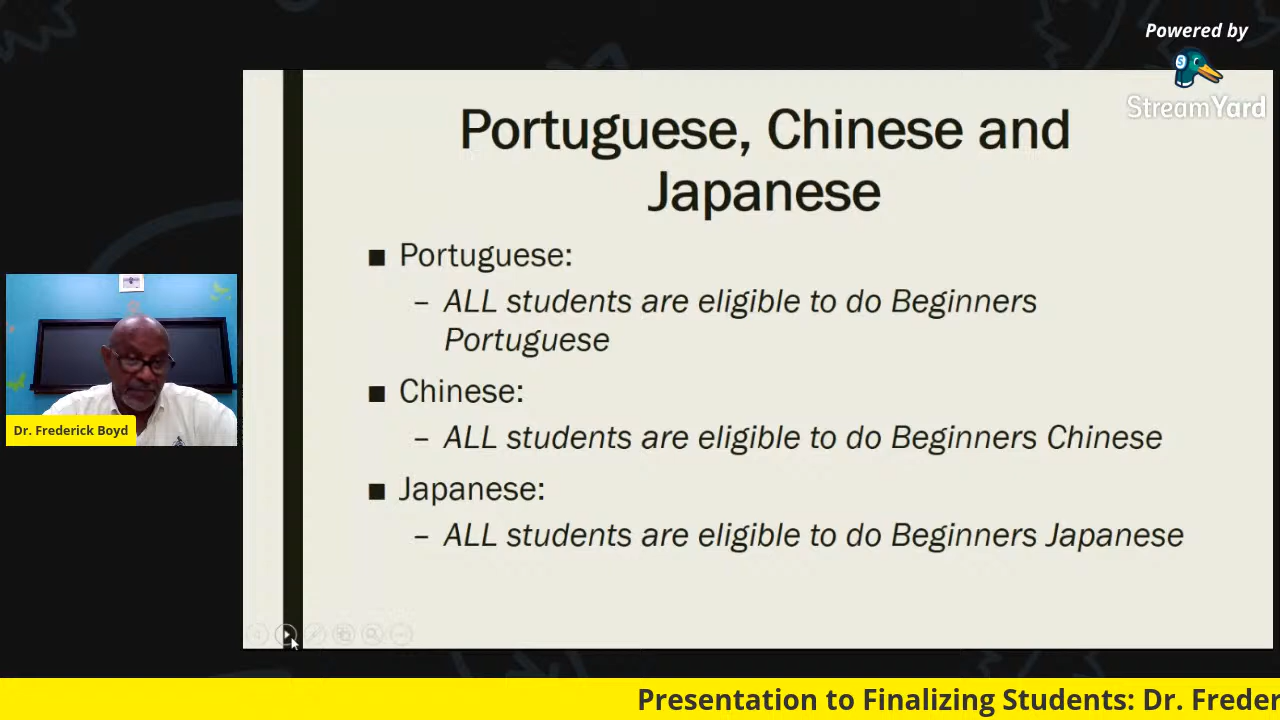 Powered by
StreamYard
Portuguese, Chinese and
Japanese
■ Portuguese:
– ALL students are eligible to do Beginners
Portuguese
■ Chinese:
– ALL students are eligible to do Beginners Chinese
■ Japanese:
– ALL students are eligible to do Beginners Japanese
Dr. Frederick Boyd
Presentation to Finalizing Students: Dr. Freder